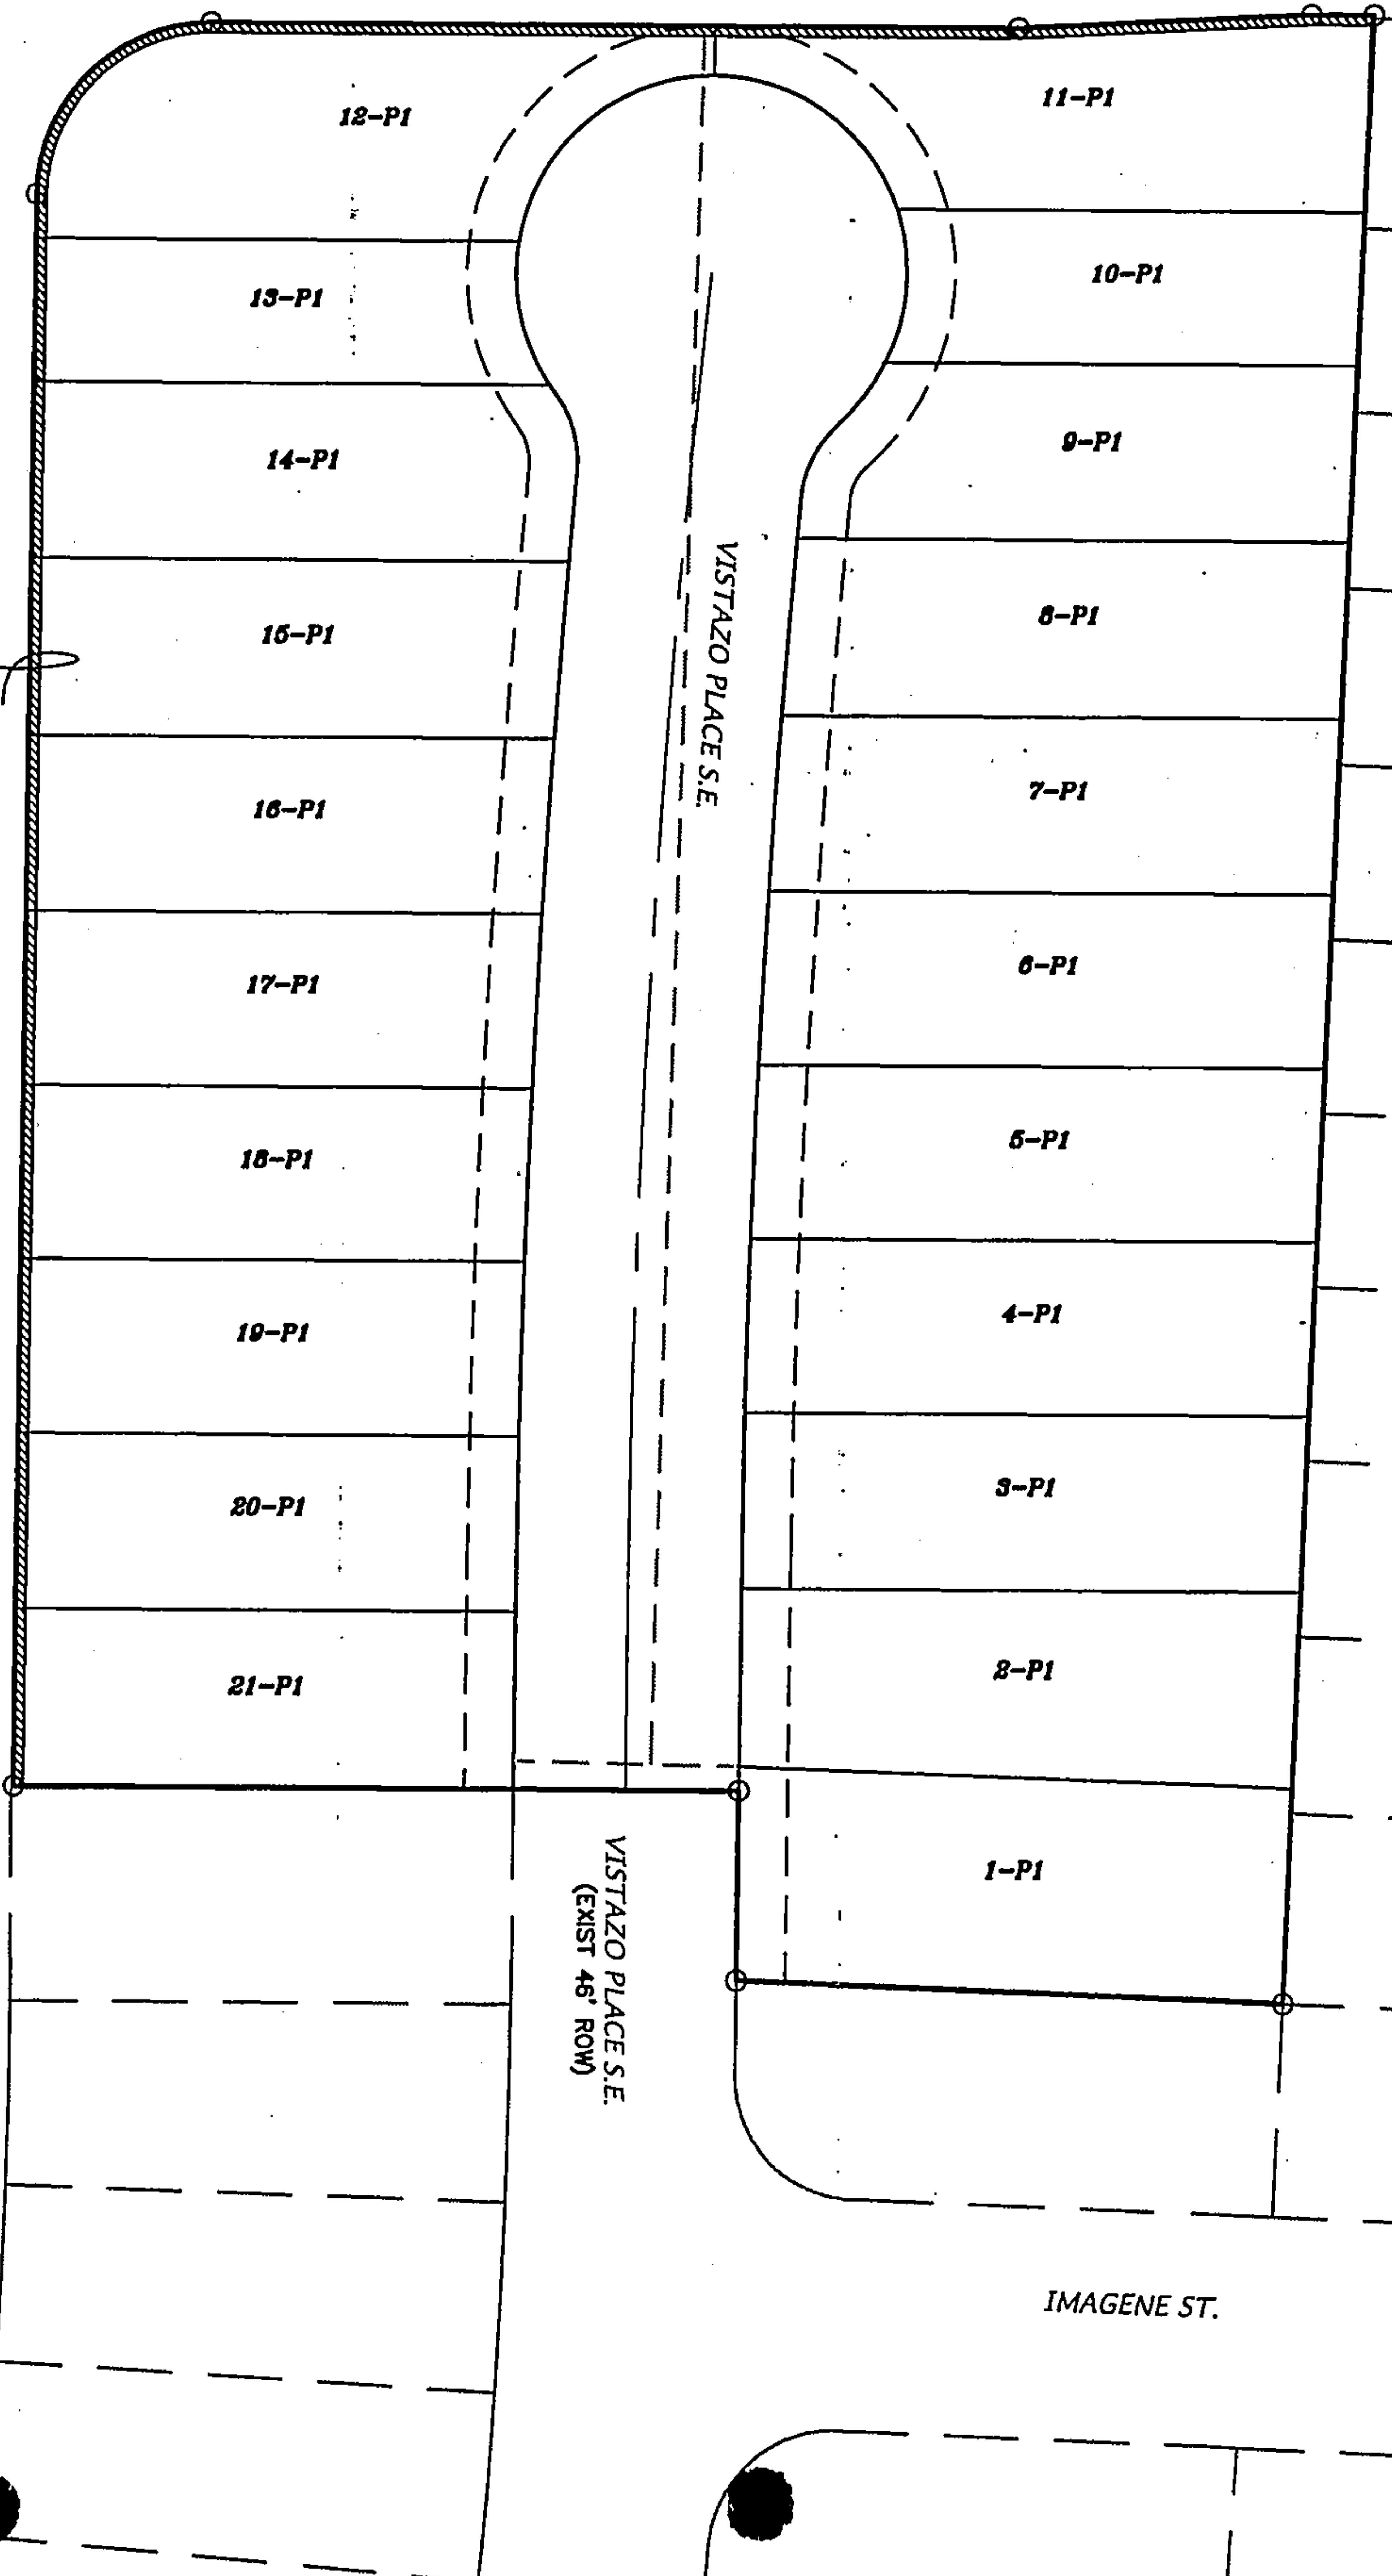 12-P1
11-P1
13-P1
10-P1
14-P1
9-P1
VISTAZO PLACE S.E.
15-P1
8-P1
16-P1
7-P1
17-P1
6-P1
18-P1
5-P1
19-P1
4-P1
20-P1
3-P1
21-P1
2-P1
1-P1
VISTAZO PLACE S.E.
(EXIST 46' ROW)
IMAGENE ST.